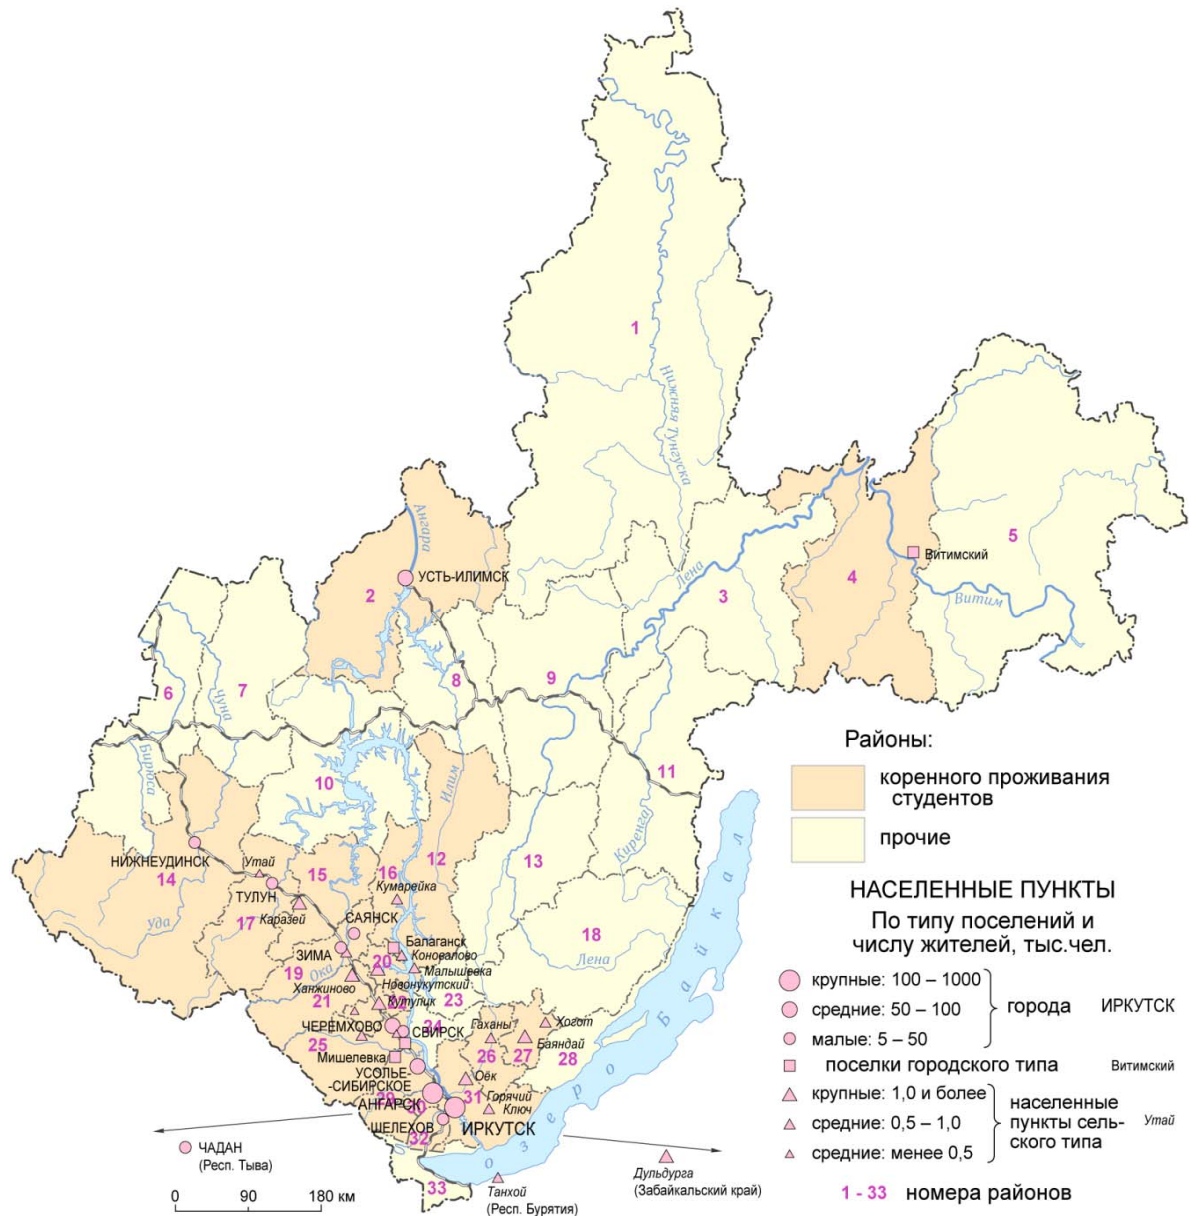 1
Нижняя Тунгуска
5
Витимский
4
Витим
Лена
3
Ангара
2
УСТЬ-ИЛИМСК
6
7
Чуна
8
9
Бирюса
10
Илим
11
Киренга
12
13
НИЖНЕУДИНСК
14
Уда
Утай
ТУЛУН
15
16
Кумарейка
17
Каразей
САЯНСК
18
Лена
ЗИМА
19
Ока
Ханжиново
20
Балаганск
Коновалово
Малышевка
Новонукутский
21
Кутулик
23
24
ЧЕРЕМХОВО
СВИРСК
25
Гаханы
Хогот
Баяндай
26
27
28
Мишелевка
УСОЛЬЕ-
-СИБИРСКОЕ
Оёк
АНГАРСК
31
Горячий
Ключ
ИРКУТСК
ШЕЛЕХОВ
32
33
озеро Байкал
ЧАДАН
(Респ. Тыва)
Танхой
(Респ. Бурятия)
Дульдурга
(Забайкальский край)
0 90 180 км
Районы:
коренного проживания
студентов
прочие
НАСЕЛЕННЫЕ ПУНКТЫ
По типу поселений и
числу жителей, тыс.чел.
крупные: 100 – 1000
средние: 50 – 100
города ИРКУТСК
малые: 5 – 50
поселки городского типа Витимский
крупные: 1,0 и более
средние: 0,5 – 1,0
средние: менее 0,5
населенные
пункты сель-
ского типа
Утай
1 - 33 номера районов